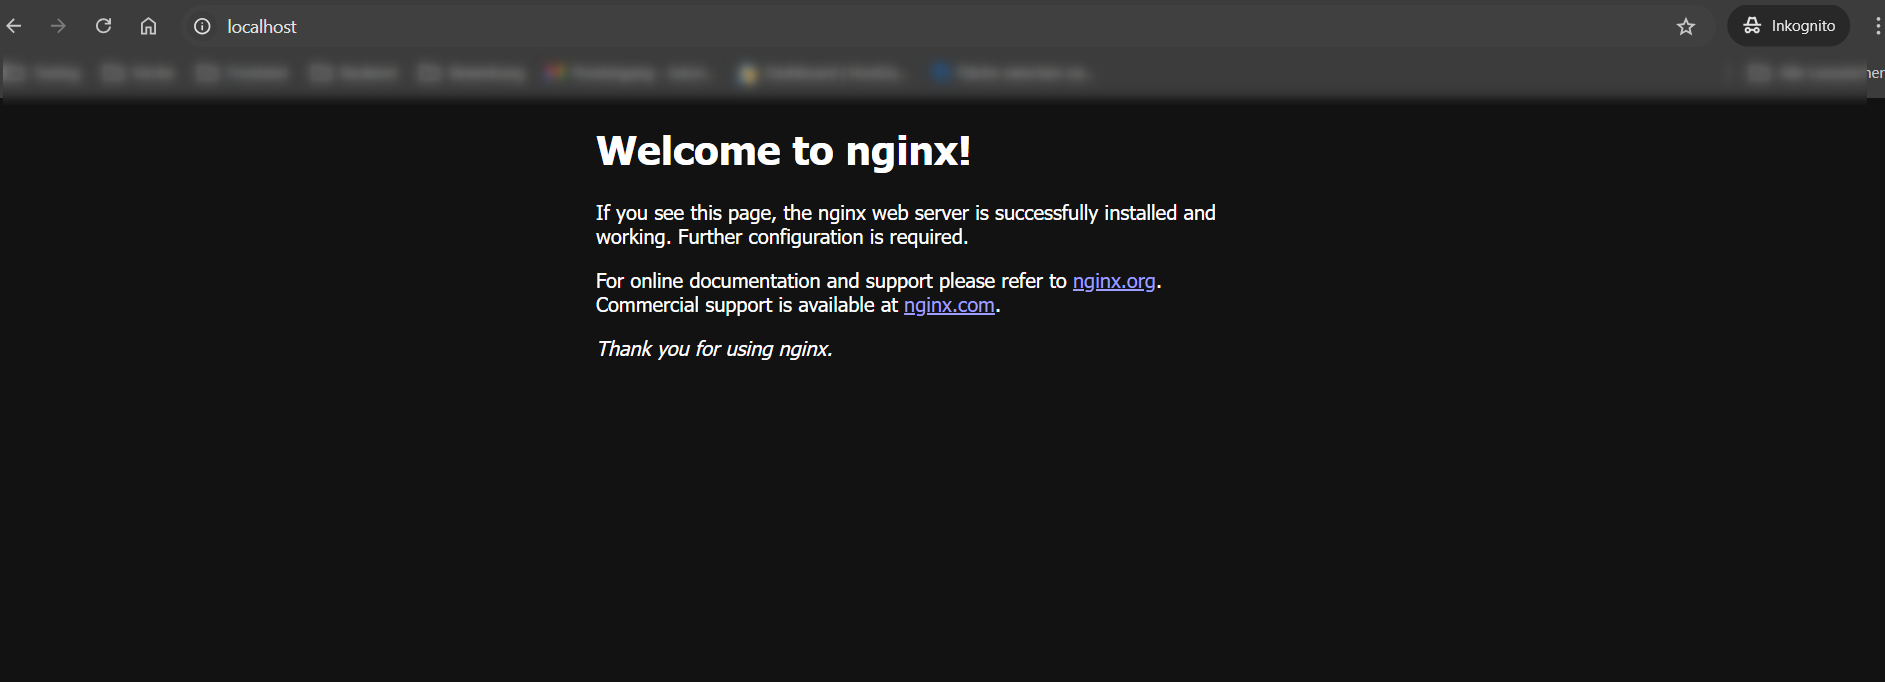 localhost
Inkognito
Welcome to nginx!
If you see this page, the nginx web server is successfully installed and
working. Further configuration is required.
For online documentation and support please refer to nginx.org.
Commercial support is available at nginx.com.
Thank you for using nginx.